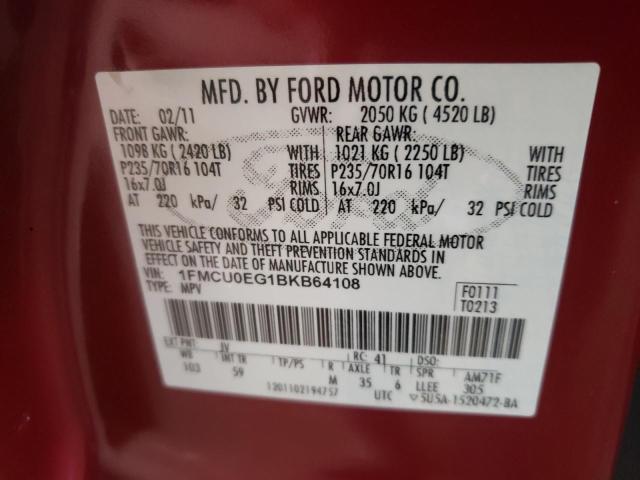 MFD. BY FORD MOTOR CO.
DATE: 02/11 GVWR: 2050 KG ( 4520 LB)
FRONT GAWR: REAR GAWR:
1098 KG ( 2420 LB) WITH 1021 KG ( 2250 LB) WITH
P235/70R16 104T TIRES P235/70R16 104T TIRES
16x7.0J RIMS 16x7.0J RIMS
AT 220 kPa/ 32 PSI COLD AT 220 kPa/ 32 PSI COLD
Ford
THIS VEHICLE CONFORMS TO ALL APPLICABLE FEDERAL MOTOR
VEHICLE SAFETY AND THEFT PREVENTION STANDARDS IN
EFFECT ON THE DATE OF MANUFACTURE SHOWN ABOVE.
VIN: 1FMCU0EG1BKB64108 F0111
TYPE: MPV T0213
EXT PNT: JV RC: 41 DSO:
WB INT TR TP/PS R AXLE TR SPR AM71F
103 59 M 35 6 LLEE 305
1201102194757 UTC 5U5A-1520472-BA